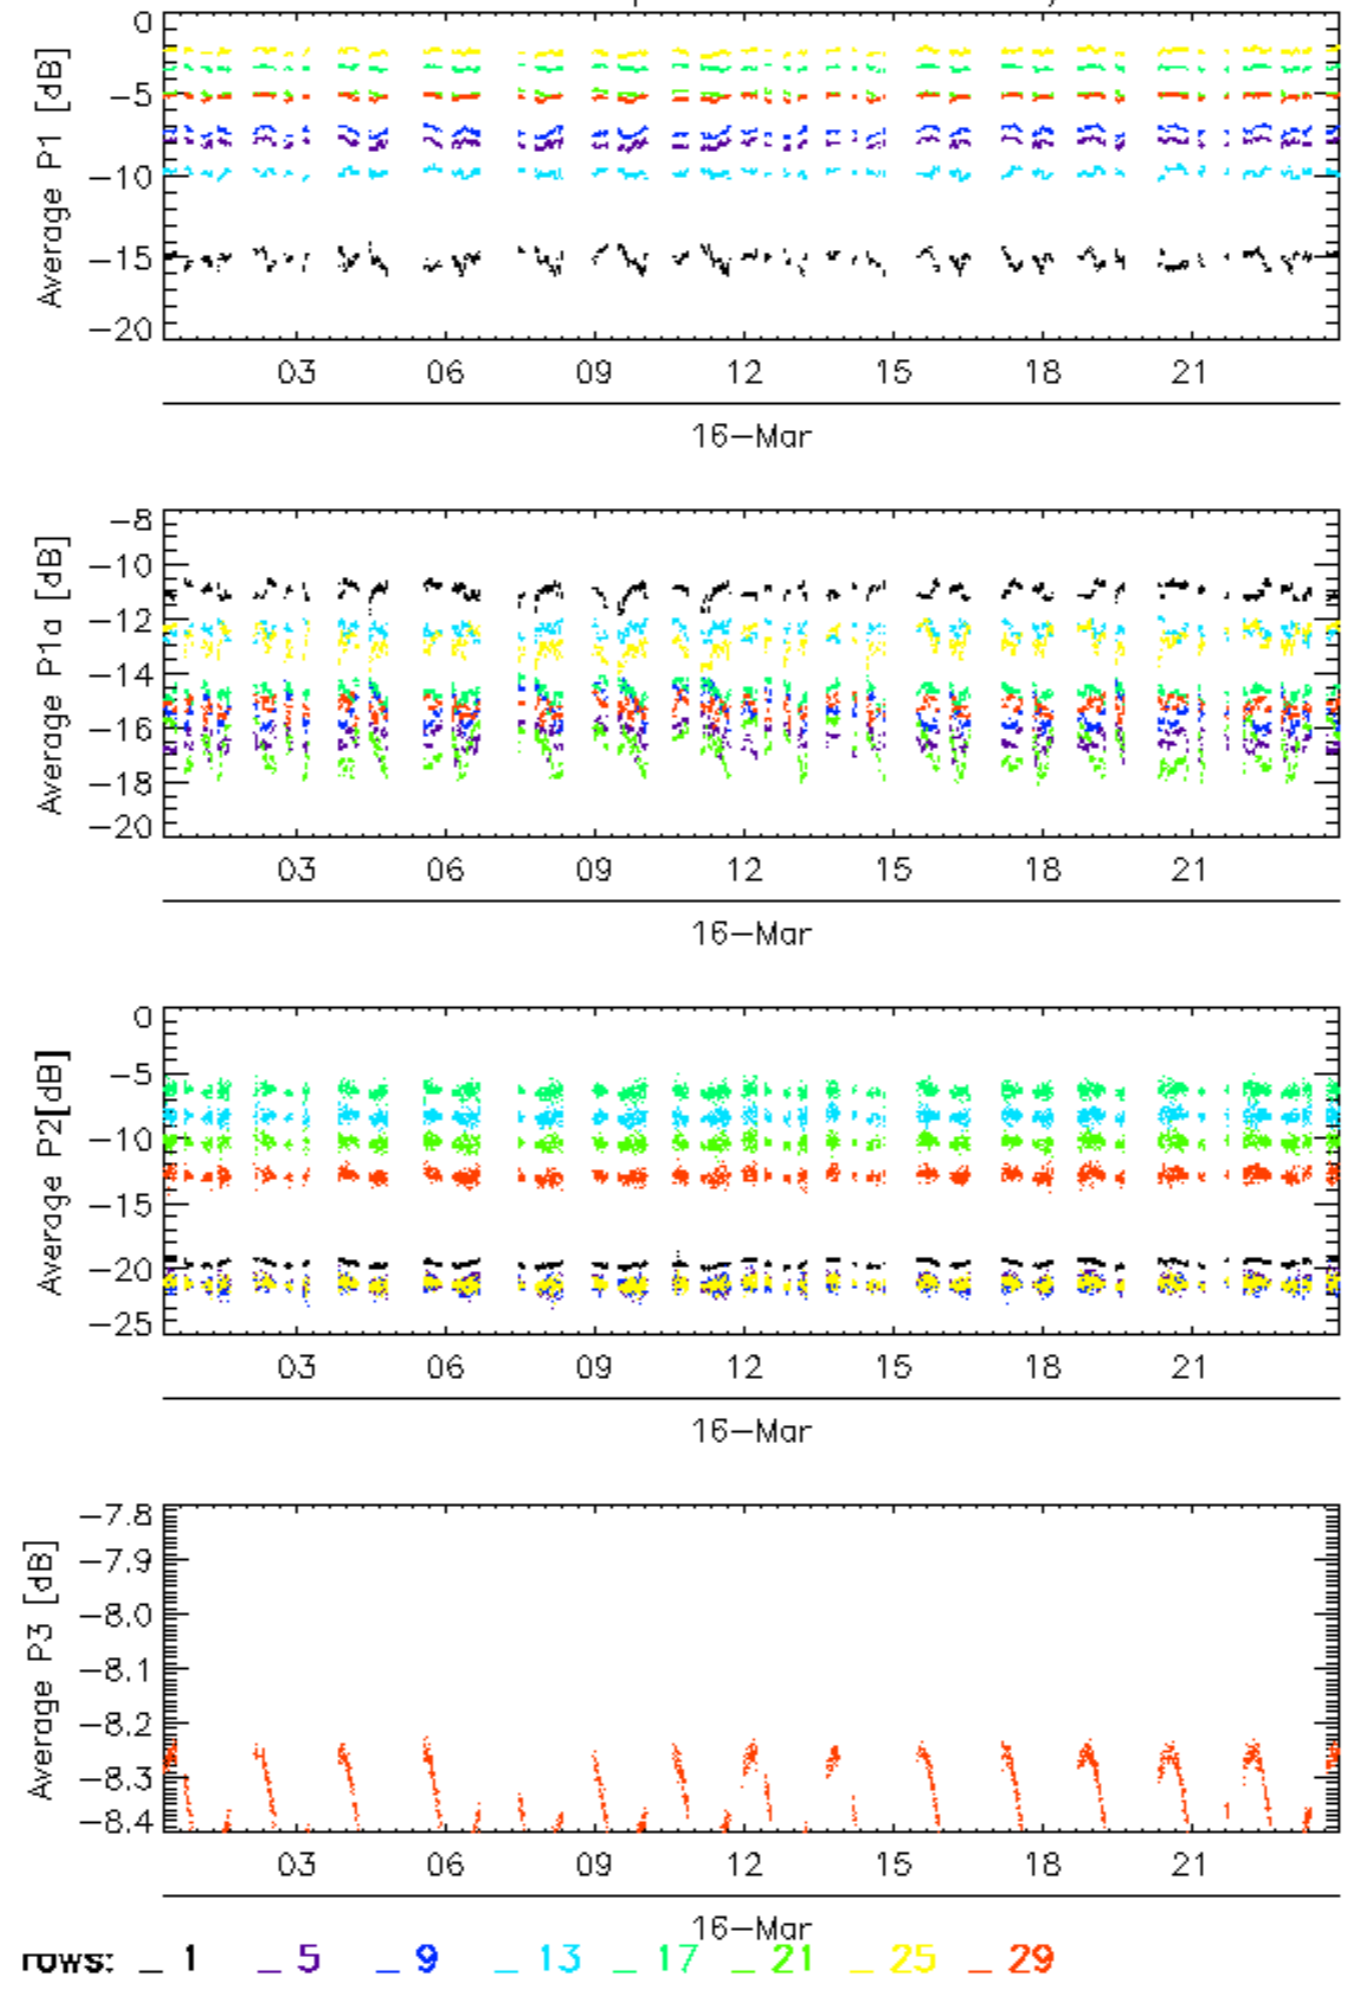 0
−5
−10
−15
−20
Average P1 [dB]
03 06 09 12 15 18 21
16−Mar
−8
−10
−12
−14
−16
−18
−20
Average P1a [dB]
03 06 09 12 15 18 21
16−Mar
0
−5
−10
−15
−20
−25
Average P2[dB]
03 06 09 12 15 18 21
16−Mar
−7.8
−7.9
−8.0
−8.1
−8.2
−8.3
−8.4
Average P3 [dB]
03 06 09 12 15 18 21
16−Mar
rows: _ 1 _ 5 _ 9 _ 13 _ 17 _ 21 _ 25 _ 29